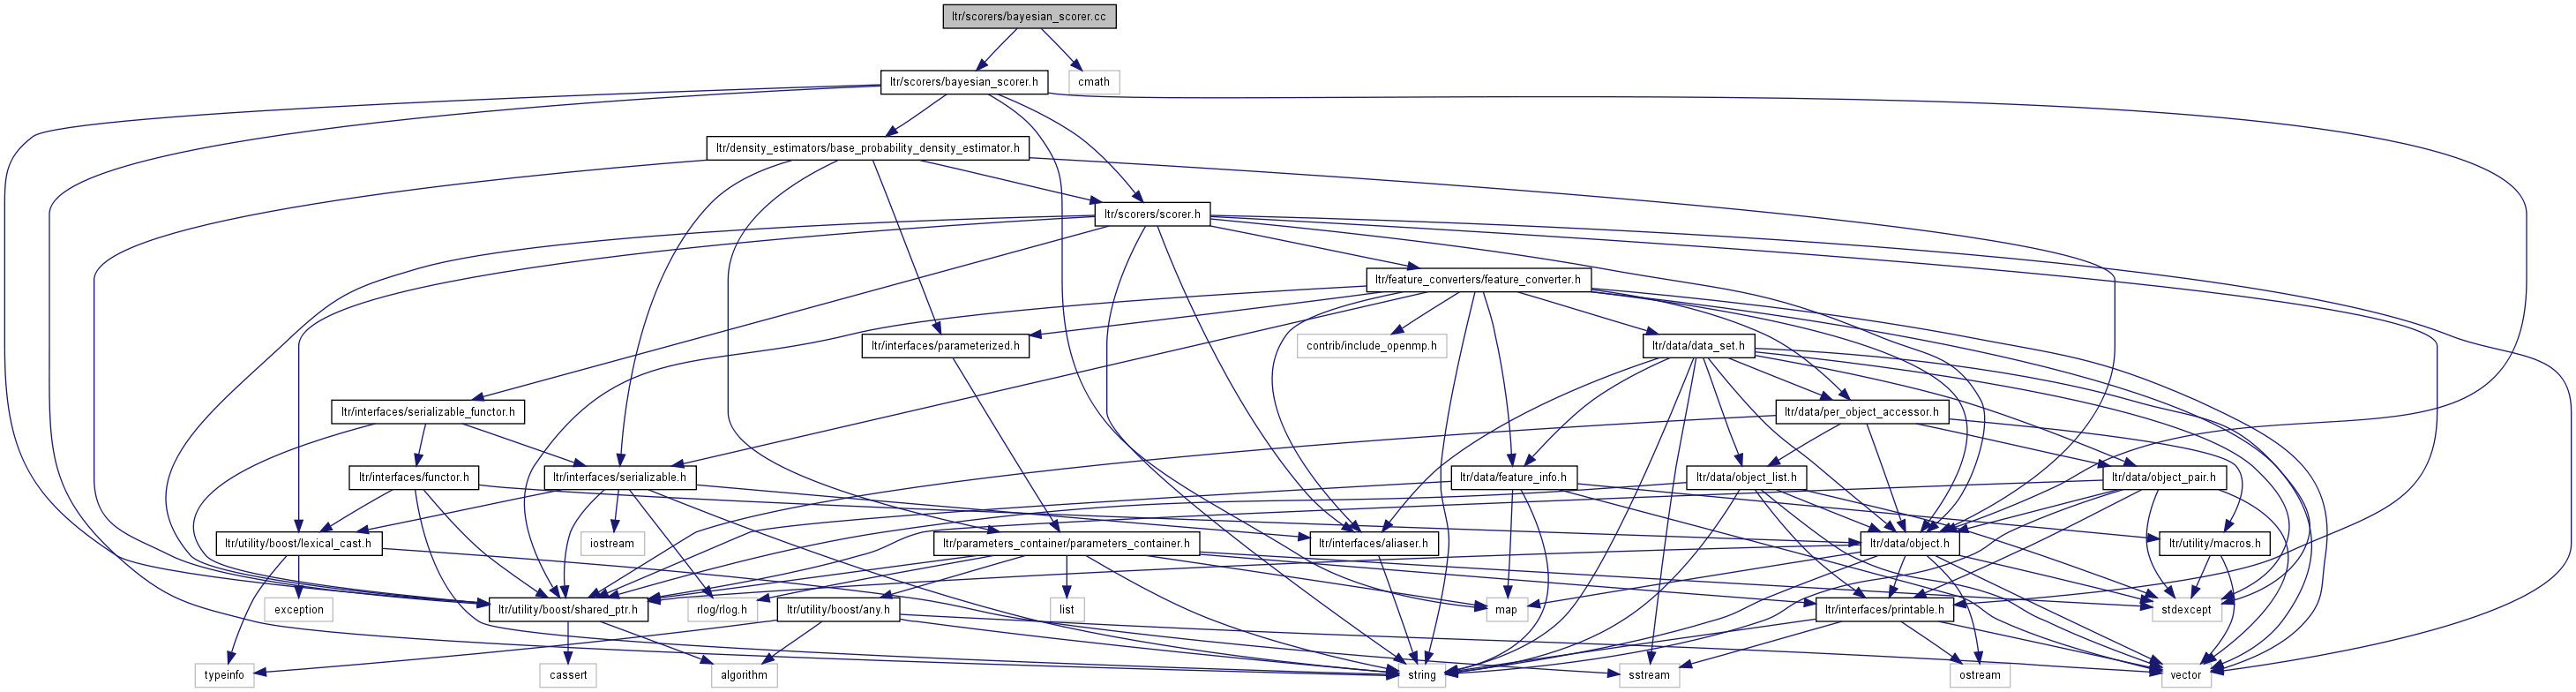 ltr/scorers/bayesian_scorer.cc
ltr/scorers/bayesian_scorer.h
cmath
ltr/density_estimators/base_probability_density_estimator.h
ltr/scorers/scorer.h
ltr/feature_converters/feature_converter.h
ltr/interfaces/parameterized.h
contrib/include_openmp.h
ltr/data/data_set.h
ltr/interfaces/serializable_functor.h
ltr/data/per_object_accessor.h
ltr/interfaces/functor.h
ltr/interfaces/serializable.h
ltr/data/feature_info.h
ltr/data/object_list.h
ltr/data/object_pair.h
ltr/utility/boost/lexical_cast.h
iostream
ltr/parameters_container/parameters_container.h
ltr/interfaces/aliaser.h
ltr/data/object.h
ltr/utility/macros.h
exception
ltr/utility/boost/shared_ptr.h
rlog/rlog.h
ltr/utility/boost/any.h
list
map
ltr/interfaces/printable.h
stdexcept
typeinfo
cassert
algorithm
string
sstream
ostream
vector